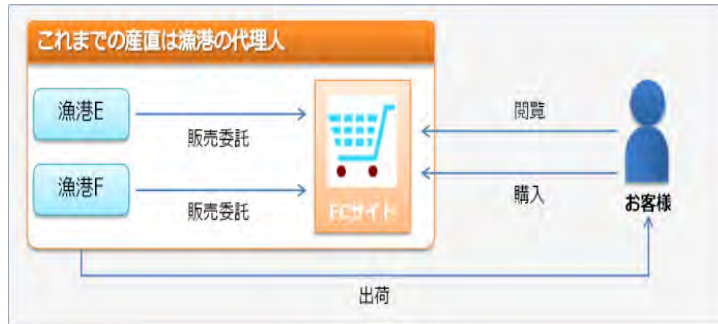 これまでの産直は漁港の代理人
漁港E
販売委託
漁港F
販売委託
ECサイト
閲覧
購入
お客様
出荷